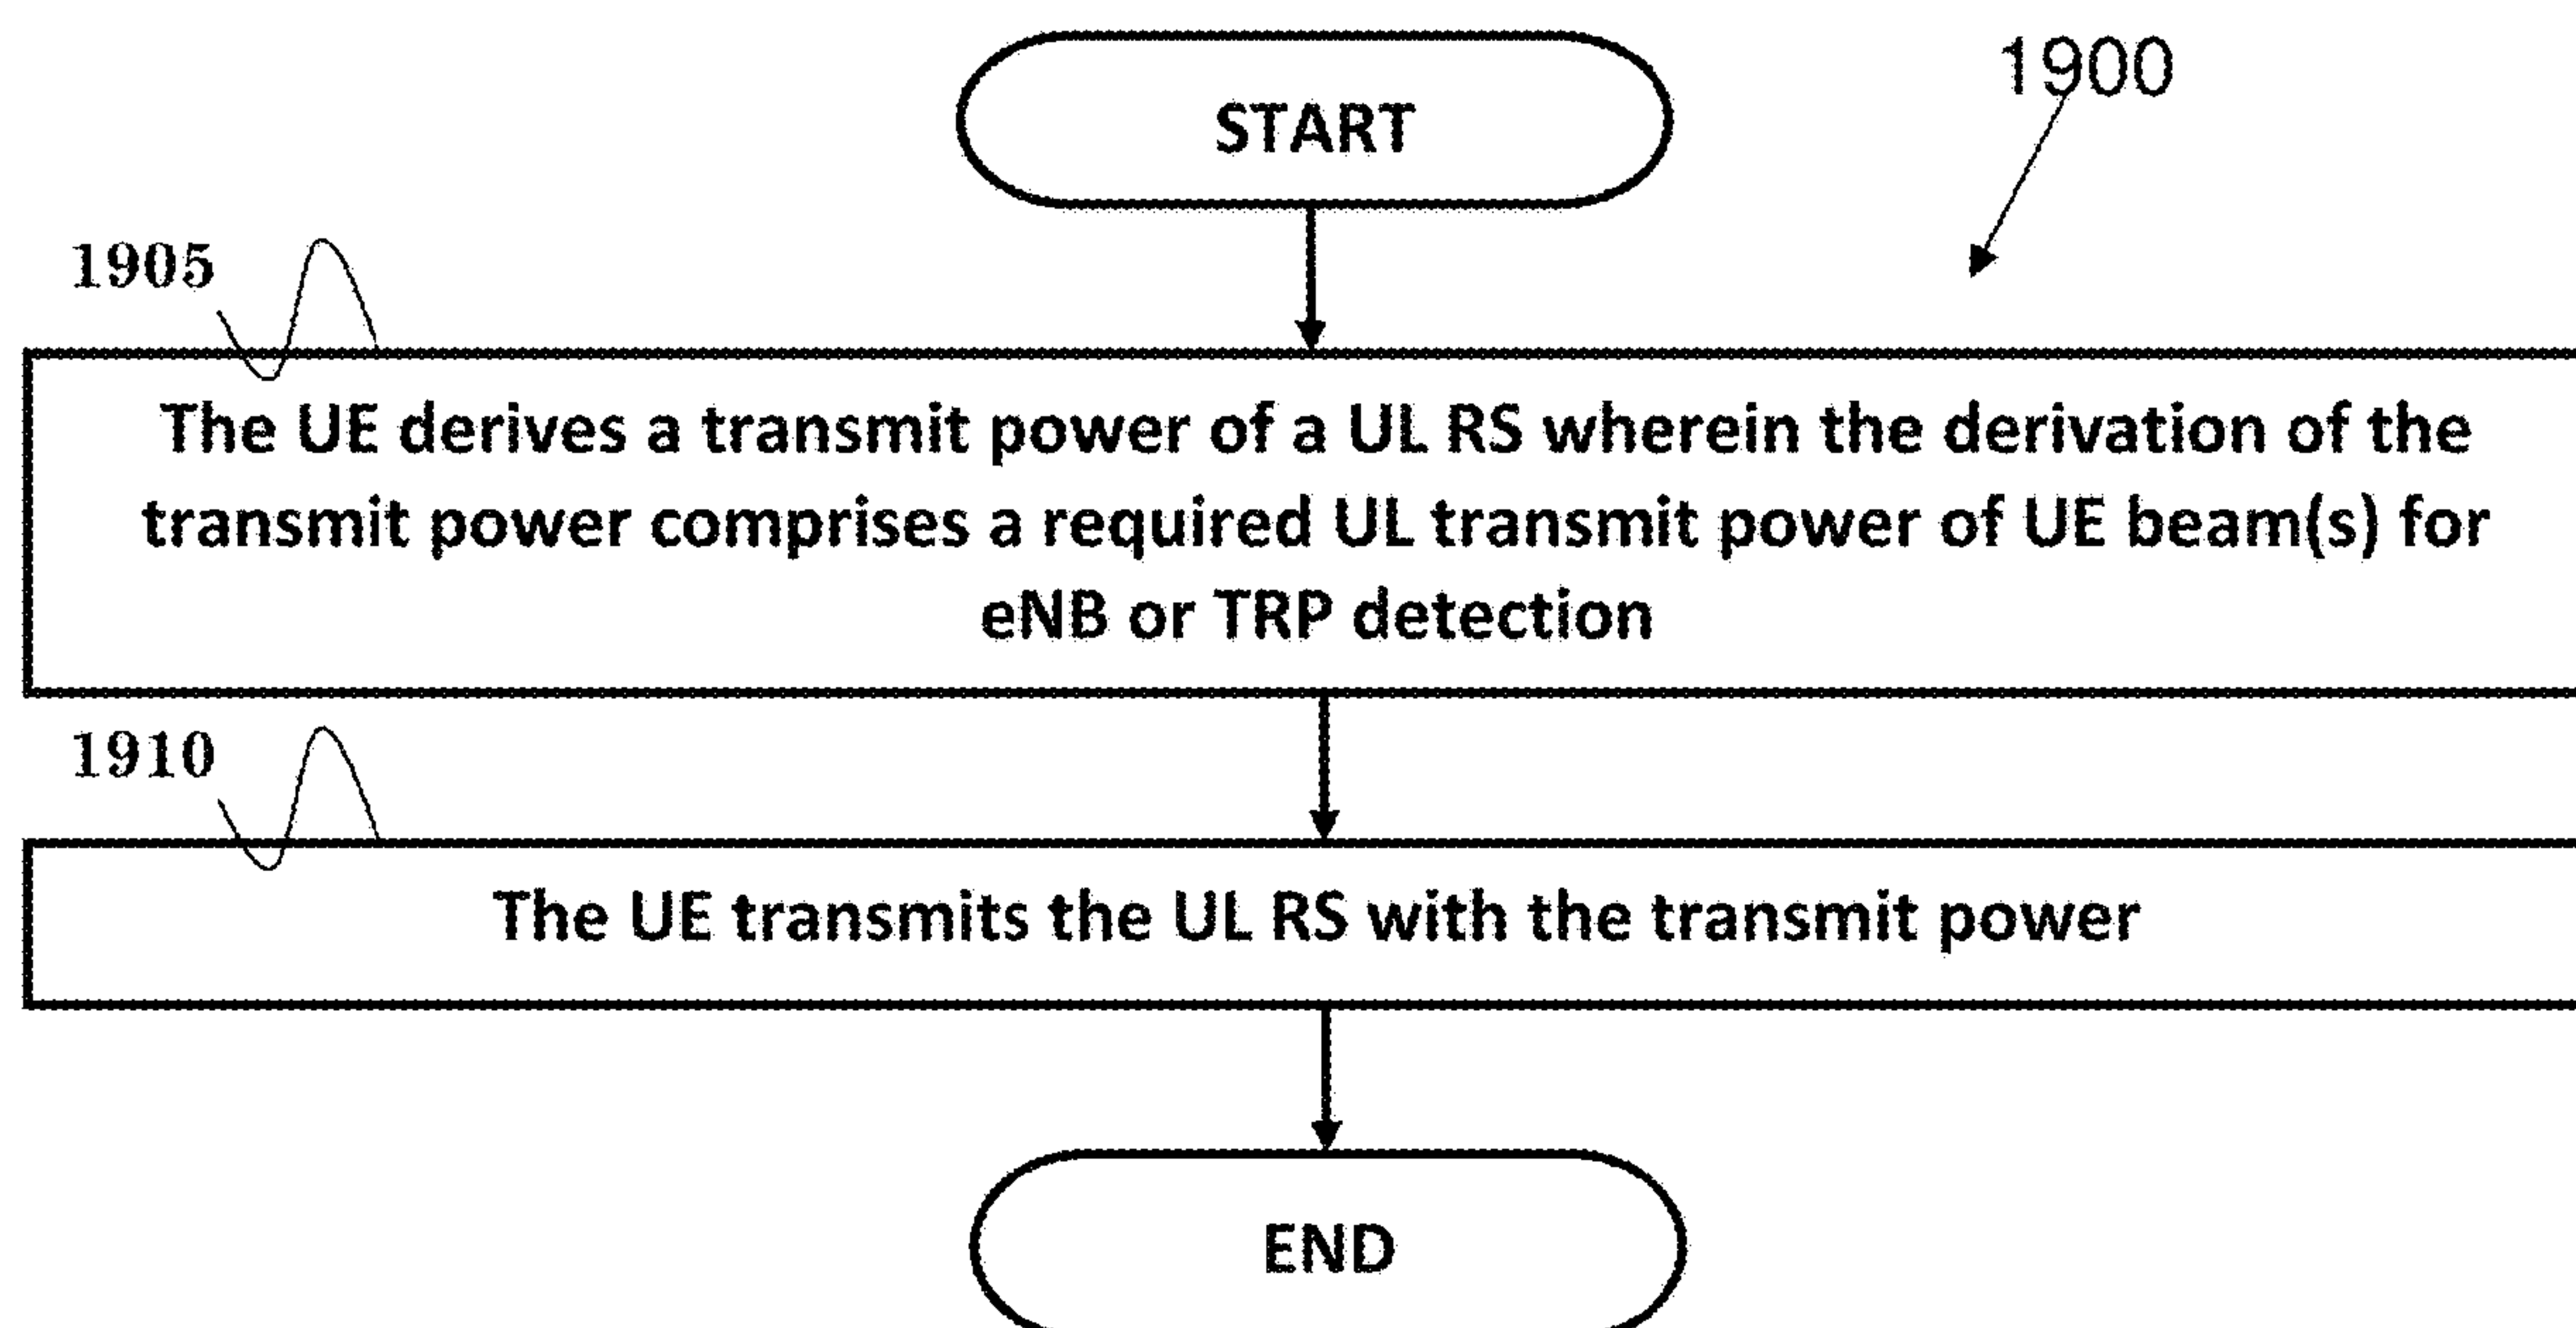 START
1900
1905
The UE derives a transmit power of a UL RS wherein the derivation of the
transmit power comprises a required UL transmit power of UE beam(s) for
eNB or TRP detection
1910
The UE transmits the UL RS with the transmit power
END